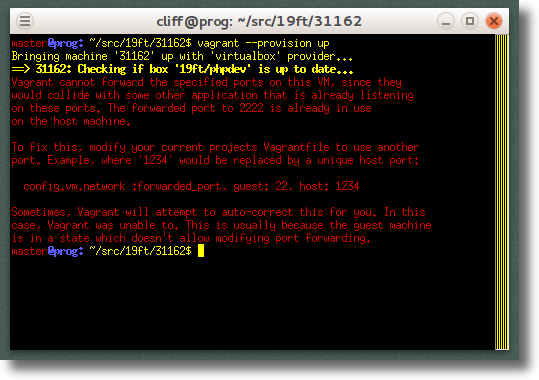 cliff@prog: ~/src/19ft/31162
master@prog: ~/src/19ft/31162$ vagrant --provision up
Bringing machine '31162' up with 'virtualbox' provider...
==> 31162: Checking if box '19ft/phpdev' is up to date...
Vagrant cannot forward the specified ports on this VM, since they
would collide with some other application that is already listening
on these ports. The forwarded port to 2222 is already in use
on the host machine.
To fix this, modify your current projects Vagrantfile to use another
port. Example, where '1234' would be replaced by a unique host port:
config.vm.network :forwarded_port, guest: 22, host: 1234
Sometimes, Vagrant will attempt to auto-correct this for you. In this
case, Vagrant was unable to. This is usually because the guest machine
is in a state which doesn't allow modifying port forwarding.
master@prog: ~/src/19ft/31162$